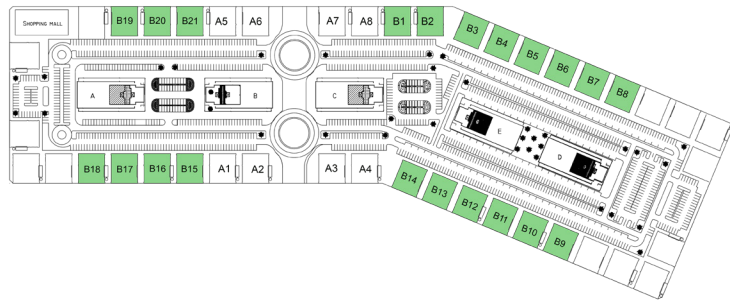 SHOPPING MALL
B19 B20 B21 A5 A6 A7 A8 B1 B2
B3 B4 B5 B6 B7 B8
A B C
E D
B18 B17 B16 B15 A1 A2 A3 A4
B14 B13 B12 B11 B10 B9